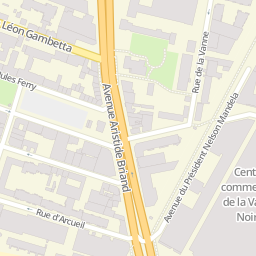 Léon Gambetta
Rue de la Vanne
Jules Ferry
Avenue Aristide Briand
Avenue du Président Nelson Mandela
Cent
comme
de la V
Noir
Rue d'Arcueil